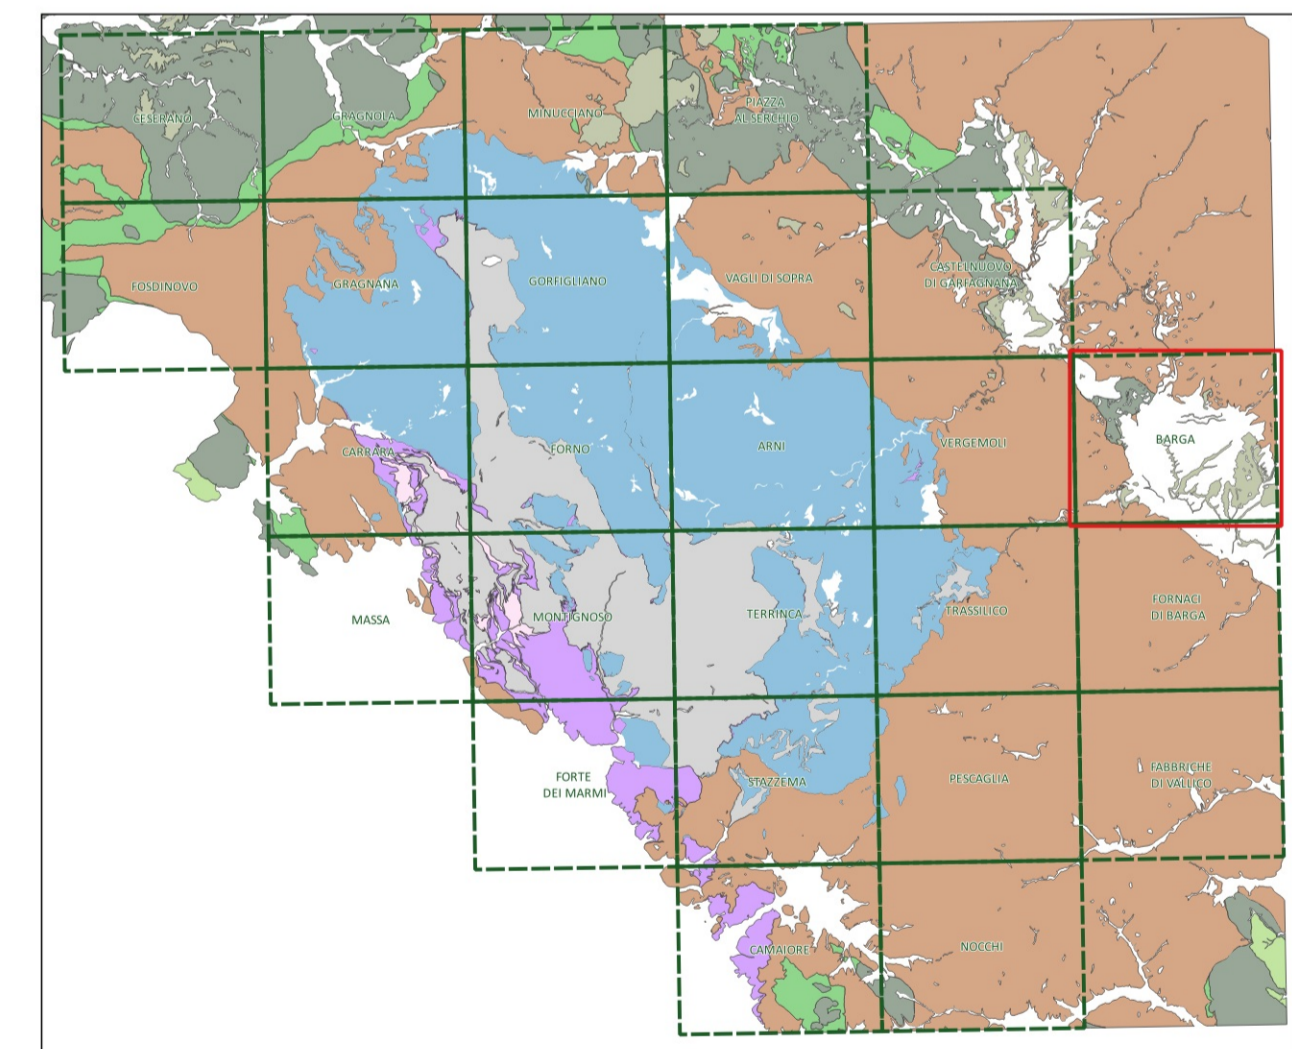 CESERANO
GRAGNOLA
MINUCCIANO
PIAZZA
AL SERCHIO
FOSDINOVO
GRAGNANA
GORFIGLIANO
VAGLI DI SOPRA
CASTELNUOVO
DI GARFAGNANA
CARRARA
FORNO
ARNI
VERGEMOLI
BARGA
MASSA
MONTIGNOSO
TERRINCA
TRASSILICO
FORNACI
DI BARGA
FORTE
DEI MARMI
STAZZEMA
PESCAGLIA
FABBRICHE
DI VALLICO
CAMAIORE
NOCCHI